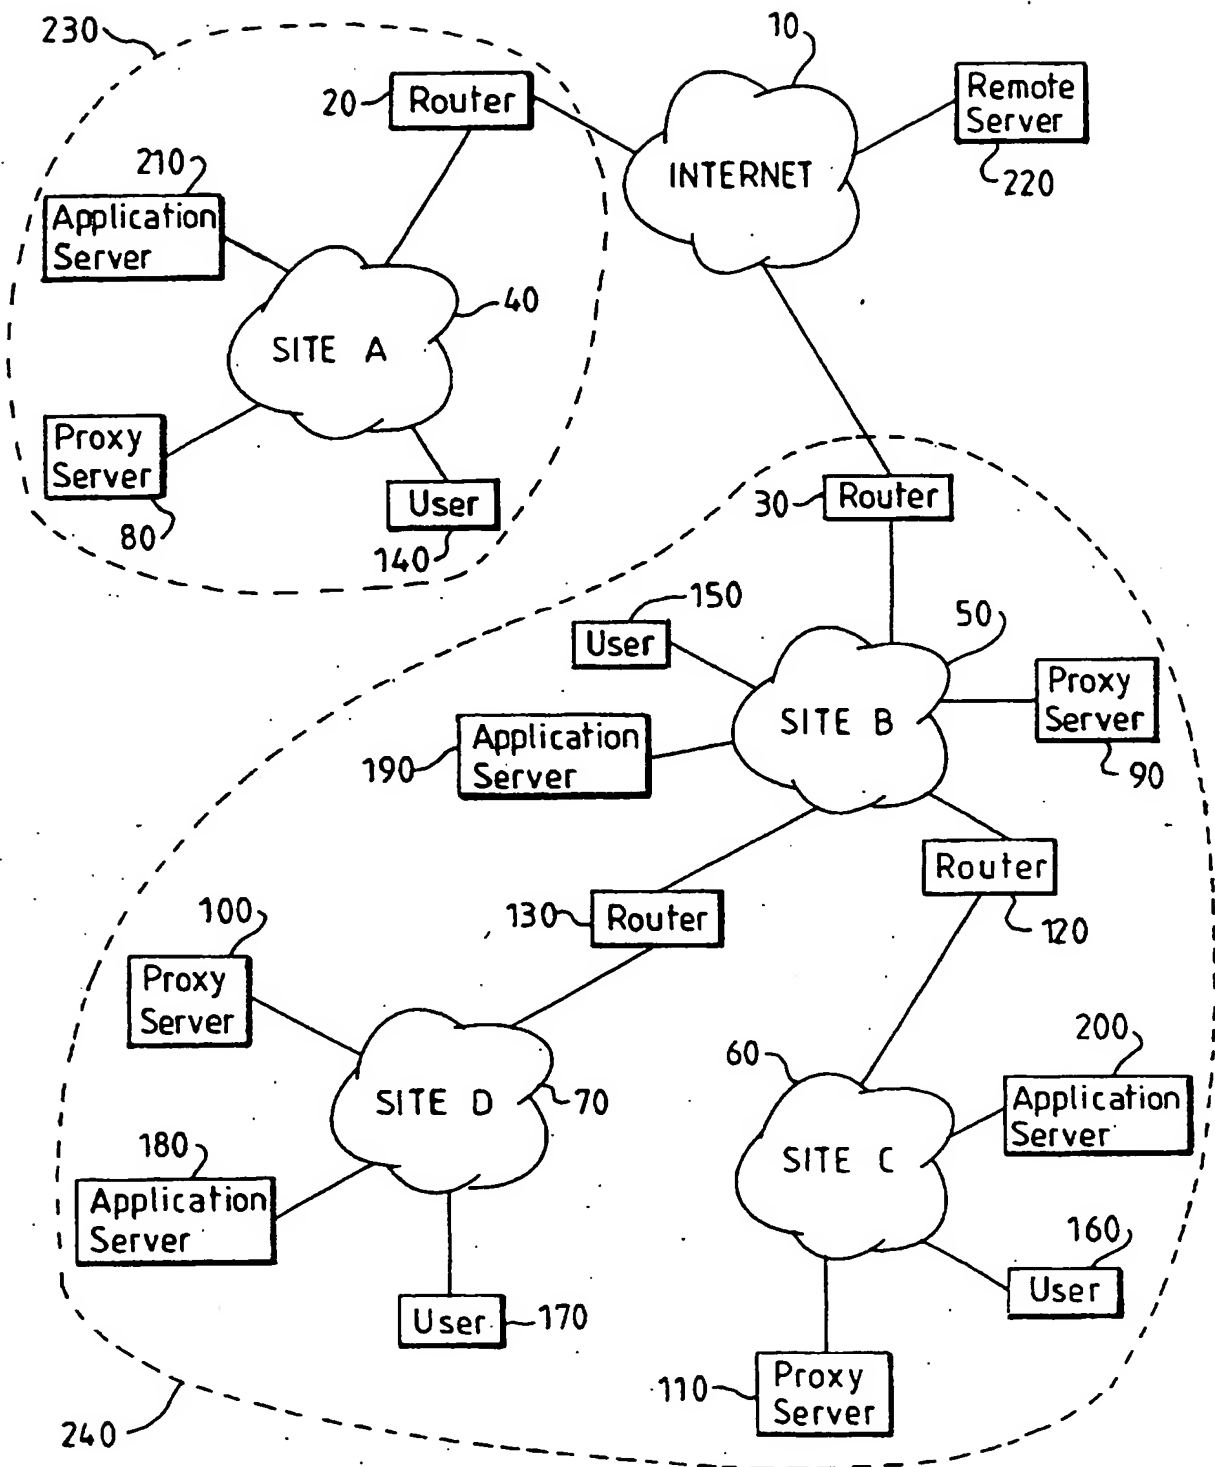 230
10
20
Router
Remote
Server
220
INTERNET
210
Application
Server
40
SITE A
Proxy
Server
80
User
140
30
Router
150
User
50
SITE B
Proxy
Server
90
190
Application
Server
Router
120
130
Router
100
Proxy
Server
200
60
SITE D
70
Application
Server
SITE C
180
Application
Server
160
User
User
170
110
Proxy
Server
240